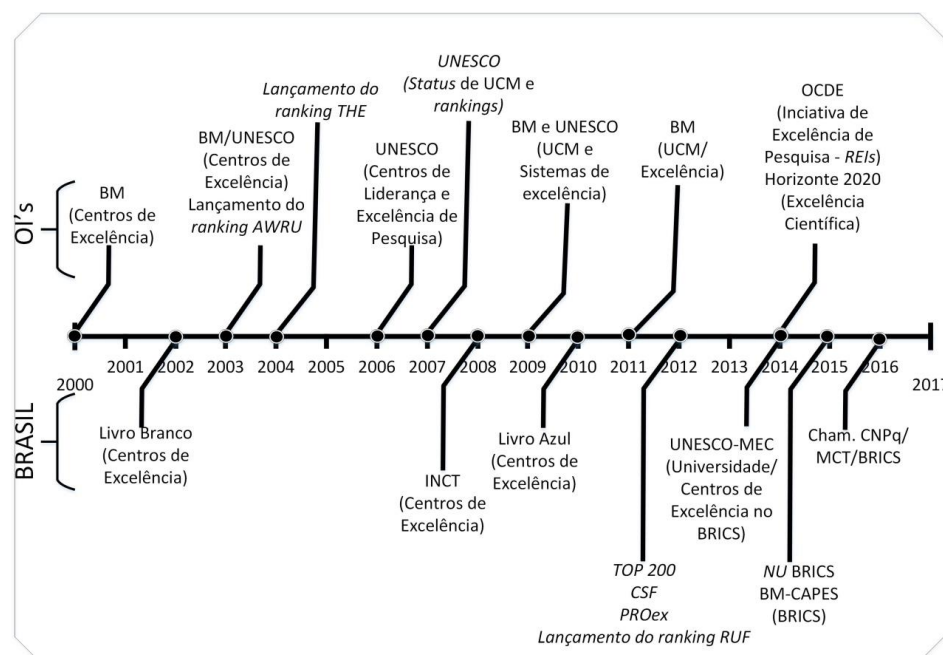 OI's
BM
(Centros de
Excelência)
BM/UNESCO
(Centros de
Excelência)
Lançamento do
ranking AWRU
Lançamento do
ranking THE
UNESCO
(Centros de
Liderança e
Excelência de
Pesquisa)
UNESCO
(Status de UCM e
rankings)
BM e UNESCO
(UCM e
Sistemas de
excelência)
BM
(UCM/
Excelência)
OCDE
(Inciativa de
Excelência de
Pesquisa - REIs)
Horizonte 2020
(Excelência
Científica)
2000
2001
2002
2003
2004
2005
2006
2007
2008
2009
2010
2011
2012
2013
2014
2015
2016
2017
BRASIL
Livro Branco
(Centros de
Excelência)
INCT
(Centros de
Excelência)
Livro Azul
(Centros de
Excelência)
TOP 200
CSF
PROex
Lançamento do ranking RUF
UNESCO-MEC
(Universidade/
Centros de
Excelência no
BRICS)
NU BRICS
BM-CAPES
(BRICS)
Cham. CNPq/
MCT/BRICS